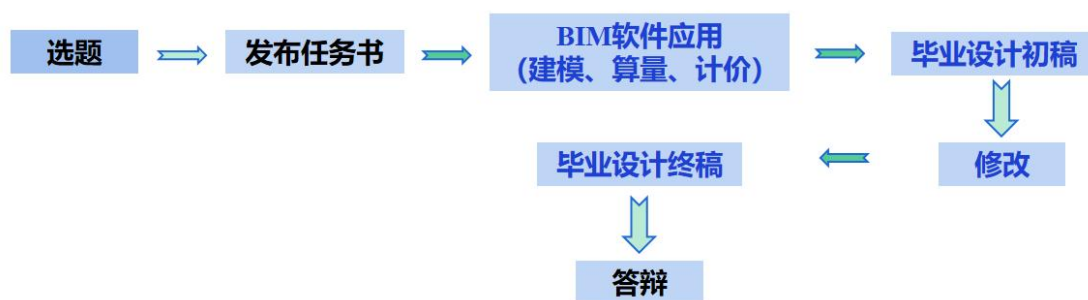 选题
发布任务书
BIM软件应用
(建模、算量、计价)
毕业设计初稿
修改
毕业设计终稿
答辩